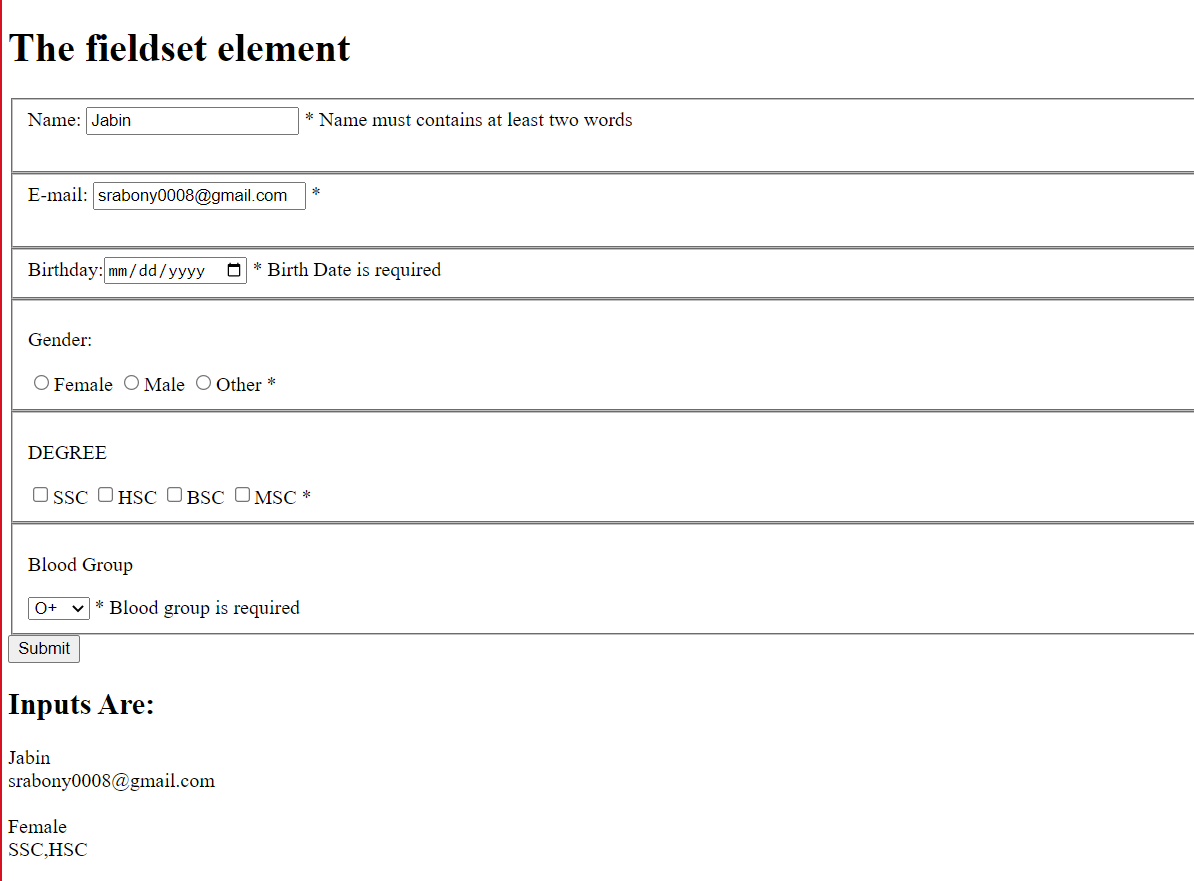 The fieldset element
Name: Jabin * Name must contains at least two words
E-mail: srabony0008@gmail.com *
Birthday: mm/dd/yyyy * Birth Date is required
Gender:
Female Male Other *
DEGREE
SSC HSC BSC MSC *
Blood Group
O+ * Blood group is required
Submit
Inputs Are:
Jabin
srabony0008@gmail.com
Female
SSC,HSC